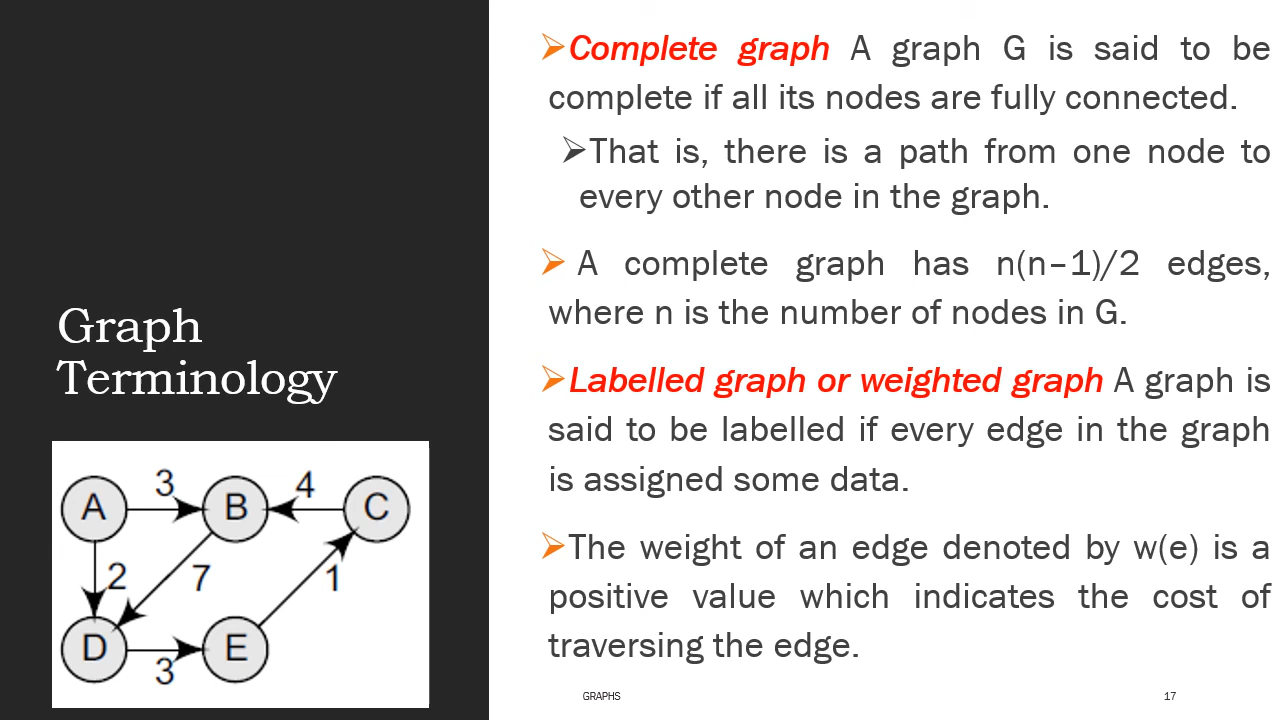 Graph
Terminology
A 3 B 4 C
2 7 1
D 3 E
➢Complete graph A graph G is said to be
complete if all its nodes are fully connected.
➢That is, there is a path from one node to
every other node in the graph.
➢ A complete graph has n(n–1)/2 edges,
where n is the number of nodes in G.
➢Labelled graph or weighted graph A graph is
said to be labelled if every edge in the graph
is assigned some data.
➢The weight of an edge denoted by w(e) is a
positive value which indicates the cost of
traversing the edge.
GRAPHS 17